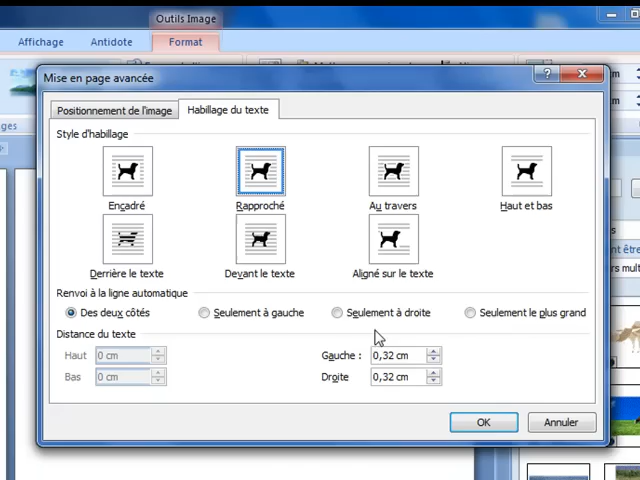 Outils Image
Affichage Antidote Format
Mise en page avancée
ges
Positionnement de l'image Habillage du texte
Style d'habillage
Encadré Rapproché Au travers Haut et bas
Derrière le texte Devant le texte Aligné sur le texte
Renvoi à la ligne automatique
Des deux côtés Seulement à gauche Seulement à droite Seulement le plus grand
Distance du texte
Haut 0 cm Gauche : 0,32 cm
Bas 0 cm Droite 0,32 cm
OK Annuler